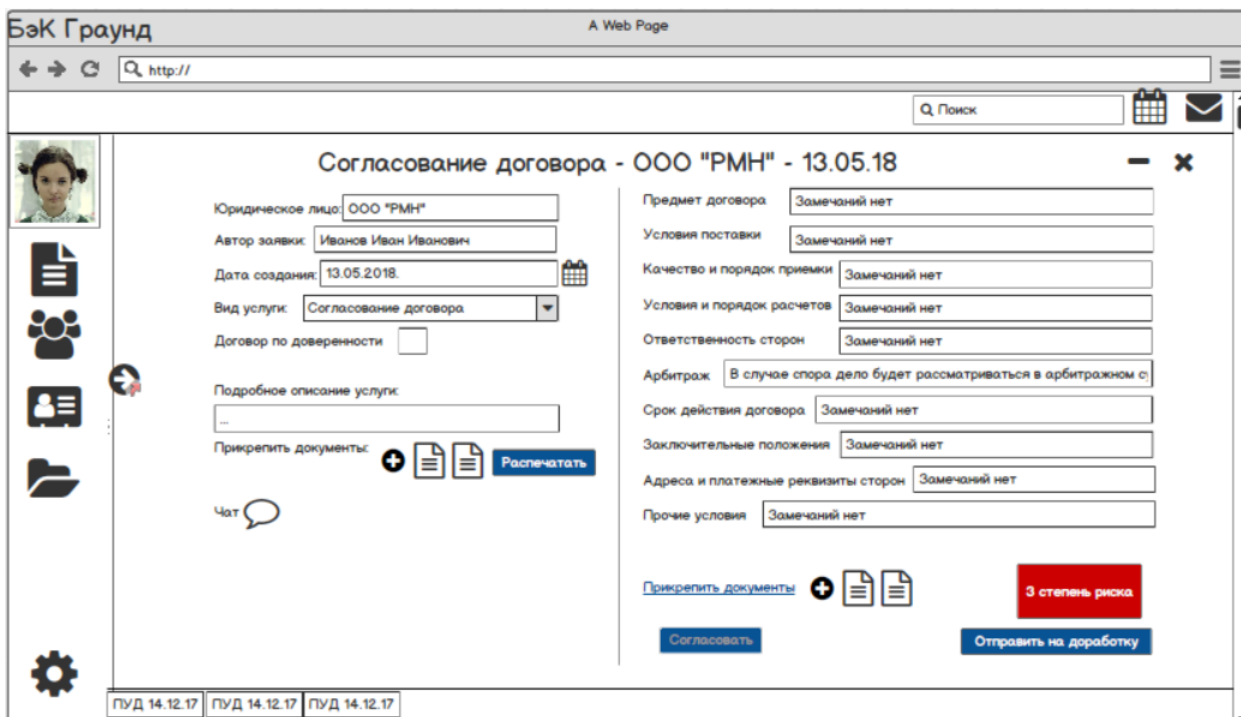 БэК Граунд
A Web Page
http://
Поиск
Согласование договора - ООО "РМН" - 13.05.18
Юридическое лицо: ООО "РМН"
Автор заявки: Иванов Иван Иванович
Дата создания: 13.05.2018.
Вид услуги: Согласование договора
Договор по доверенности
Подробное описание услуги:
...
Прикрепить документы:
Распечатать
Чат
Предмет договора Замечаний нет
Условия поставки Замечаний нет
Качество и порядок приемки Замечаний нет
Условия и порядок расчетов Замечаний нет
Ответственность сторон Замечаний нет
Арбитраж В случае спора дело будет рассматриваться в арбитражном
Срок действия договора Замечаний нет
Заключительные положения Замечаний нет
Адреса и платежные реквизиты сторон Замечаний нет
Прочие условия Замечаний нет
Прикрепить документы
3 степень риска
Согласовать
Отправить на доработку
ПУД 14.12.17 ПУД 14.12.17 ПУД 14.12.17